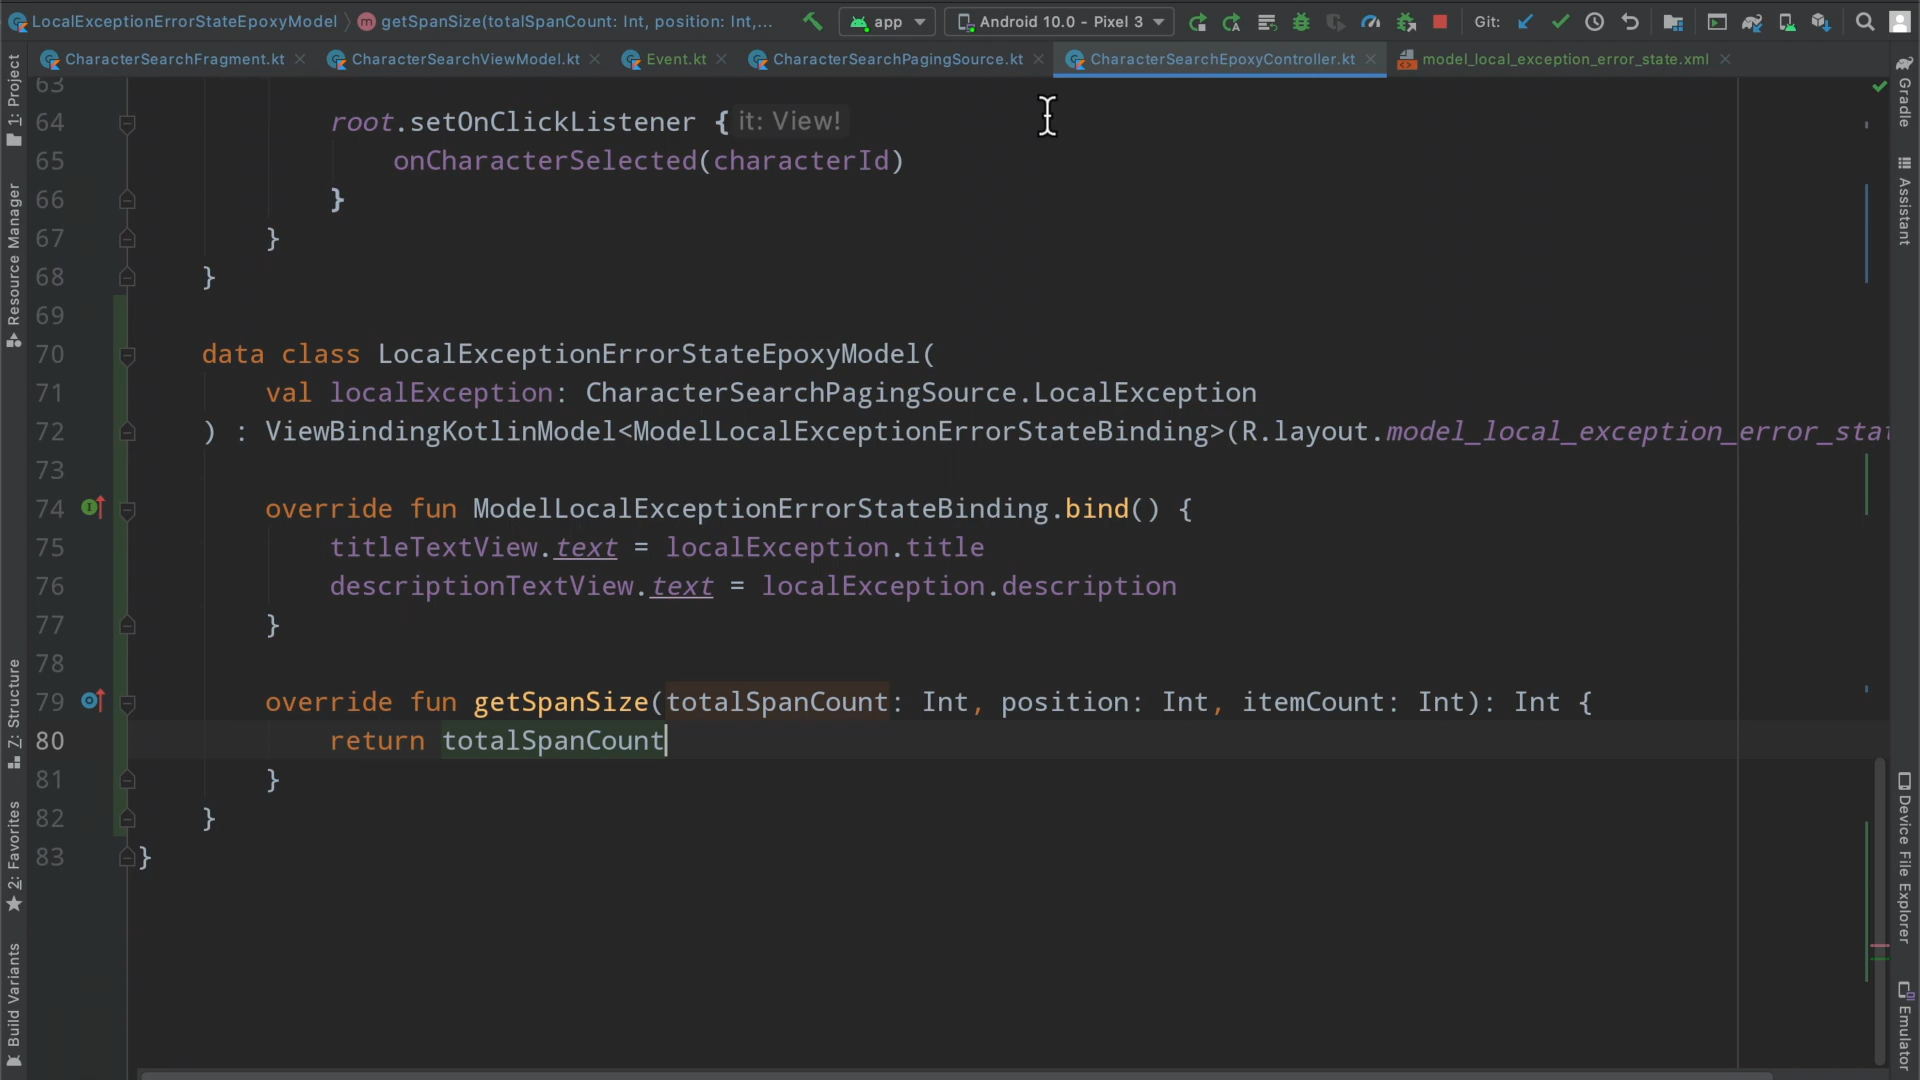 LocalExceptionErrorStateEpoxyModel getSpanSize(totalSpanCount: Int, position: Int,... app Android 10.0 - Pixel 3 Git:
CharacterSearchFragment.kt CharacterSearchViewModel.kt Event.kt CharacterSearchPagingSource.kt CharacterSearchEpoxyController.kt model_local_exception_error_state.xml
1: Project
Resource Manager
Z: Structure
2: Favorites
Build Variants
63
64 root.setOnClickListener { it: View!
65 onCharacterSelected(characterId)
66 }
67 }
68 }
69
70 data class LocalExceptionErrorStateEpoxyModel(
71 val localException: CharacterSearchPagingSource.LocalException
72 ) : ViewBindingKotlinModel<ModelLocalExceptionErrorStateBinding>(R.layout.model_local_exception_error_stat
73
74 override fun ModelLocalExceptionErrorStateBinding.bind() {
75 titleTextView.text = localException.title
76 descriptionTextView.text = localException.description
77 }
78
79 override fun getSpanSize(totalSpanCount: Int, position: Int, itemCount: Int): Int {
80 return totalSpanCount
81 }
82 }
83 }
Gradle
Assistant
Device File Explorer
Emulator